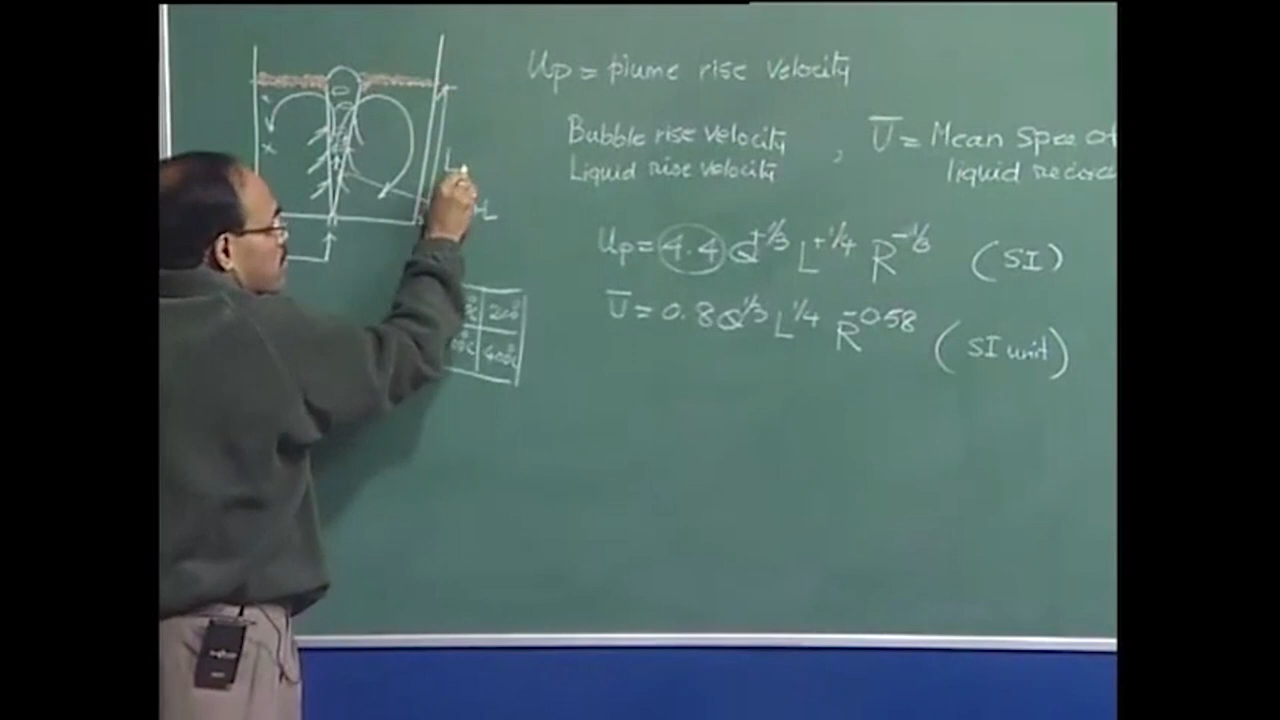 Up = plume rise velocity
Bubble rise velocity
Liquid rise velocity
, U̅ = Mean Spee of
liquid recirc
Up = 4.4 Q^+1/3 L^+1/4 R^-1/3 (SI)
U̅ = 0.8 Q^1/3 L^1/4 R^-0.58 (SI unit)
L
L
x